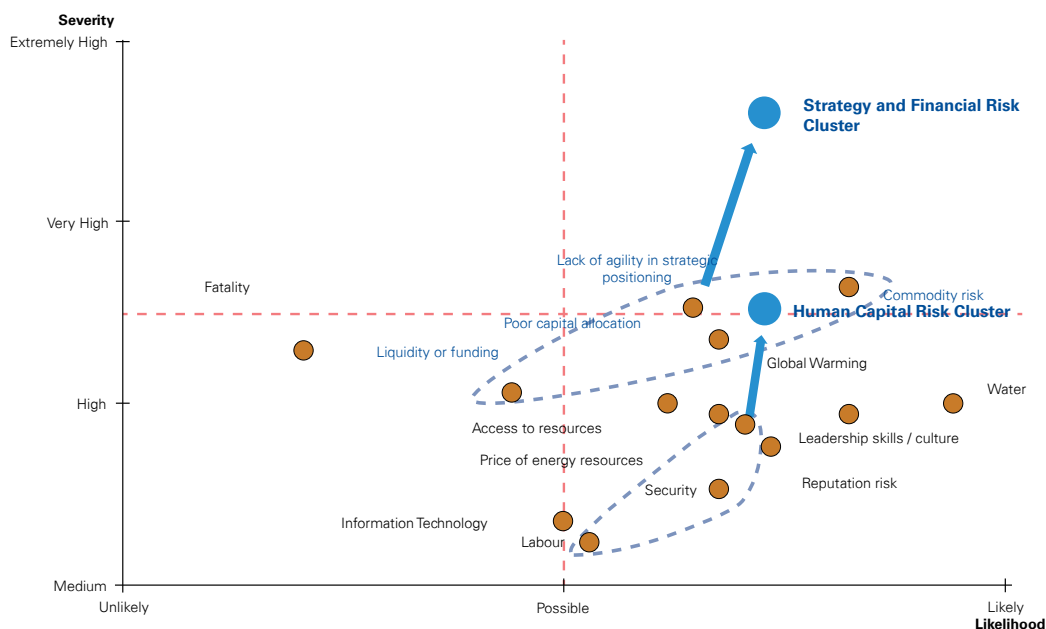 Severity
Extremely High
Strategy and Financial Risk
Cluster
Very High
Lack of agility in strategic
positioning
Fatality
Commodity risk
Human Capital Risk Cluster
Poor capital allocation
Liquidity or funding
Global Warming
Water
High
Access to resources
Leadership skills / culture
Price of energy resources
Reputation risk
Security
Information Technology
Labour
Medium
Unlikely
Possible
Likely
Likelihood